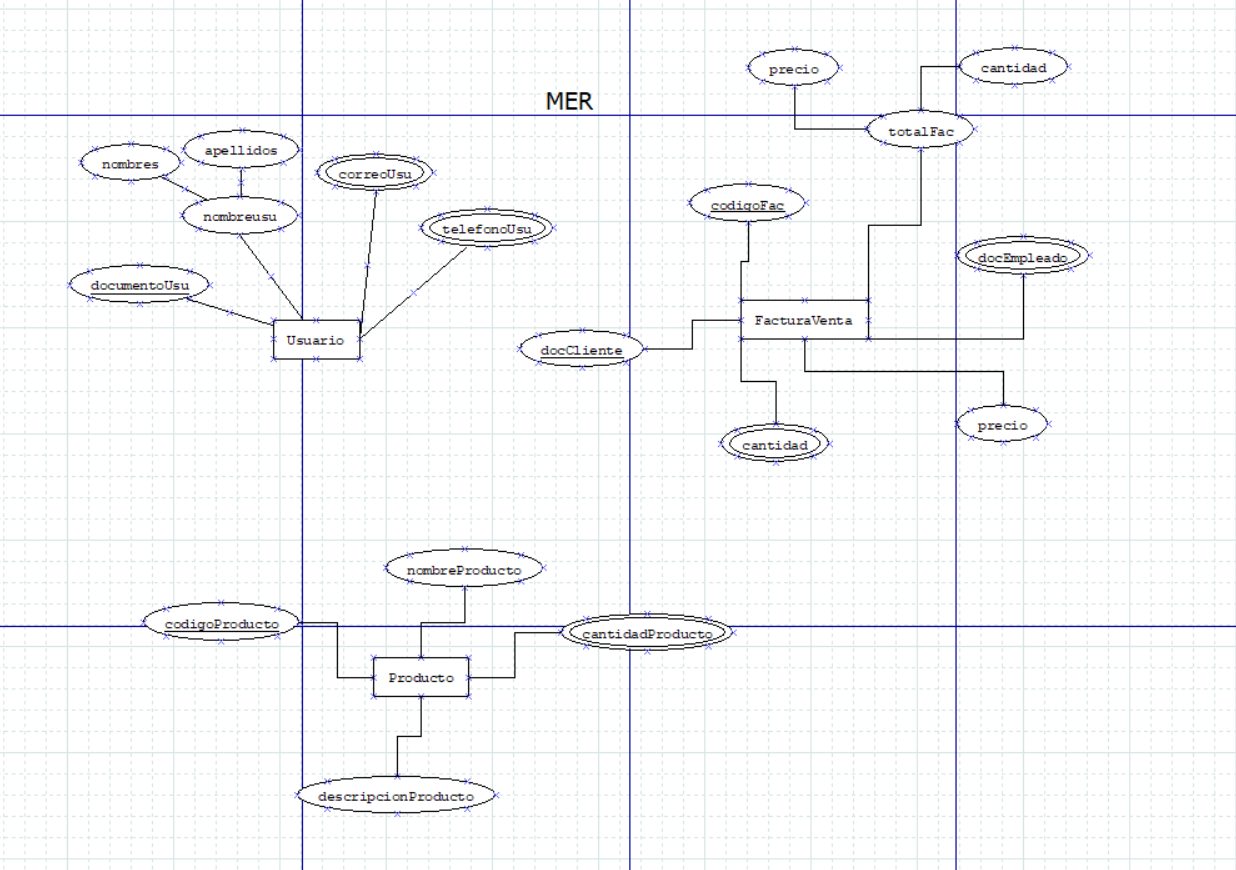 MER
nombres
apellidos
correoUsu
nombreusu
telefonoUsu
documentoUsu
Usuario
precio
cantidad
totalFac
codigoFac
docEmpleado
FacturaVenta
docCliente
cantidad
precio
nombreProducto
codigoProducto
cantidadProducto
Producto
descripcionProducto